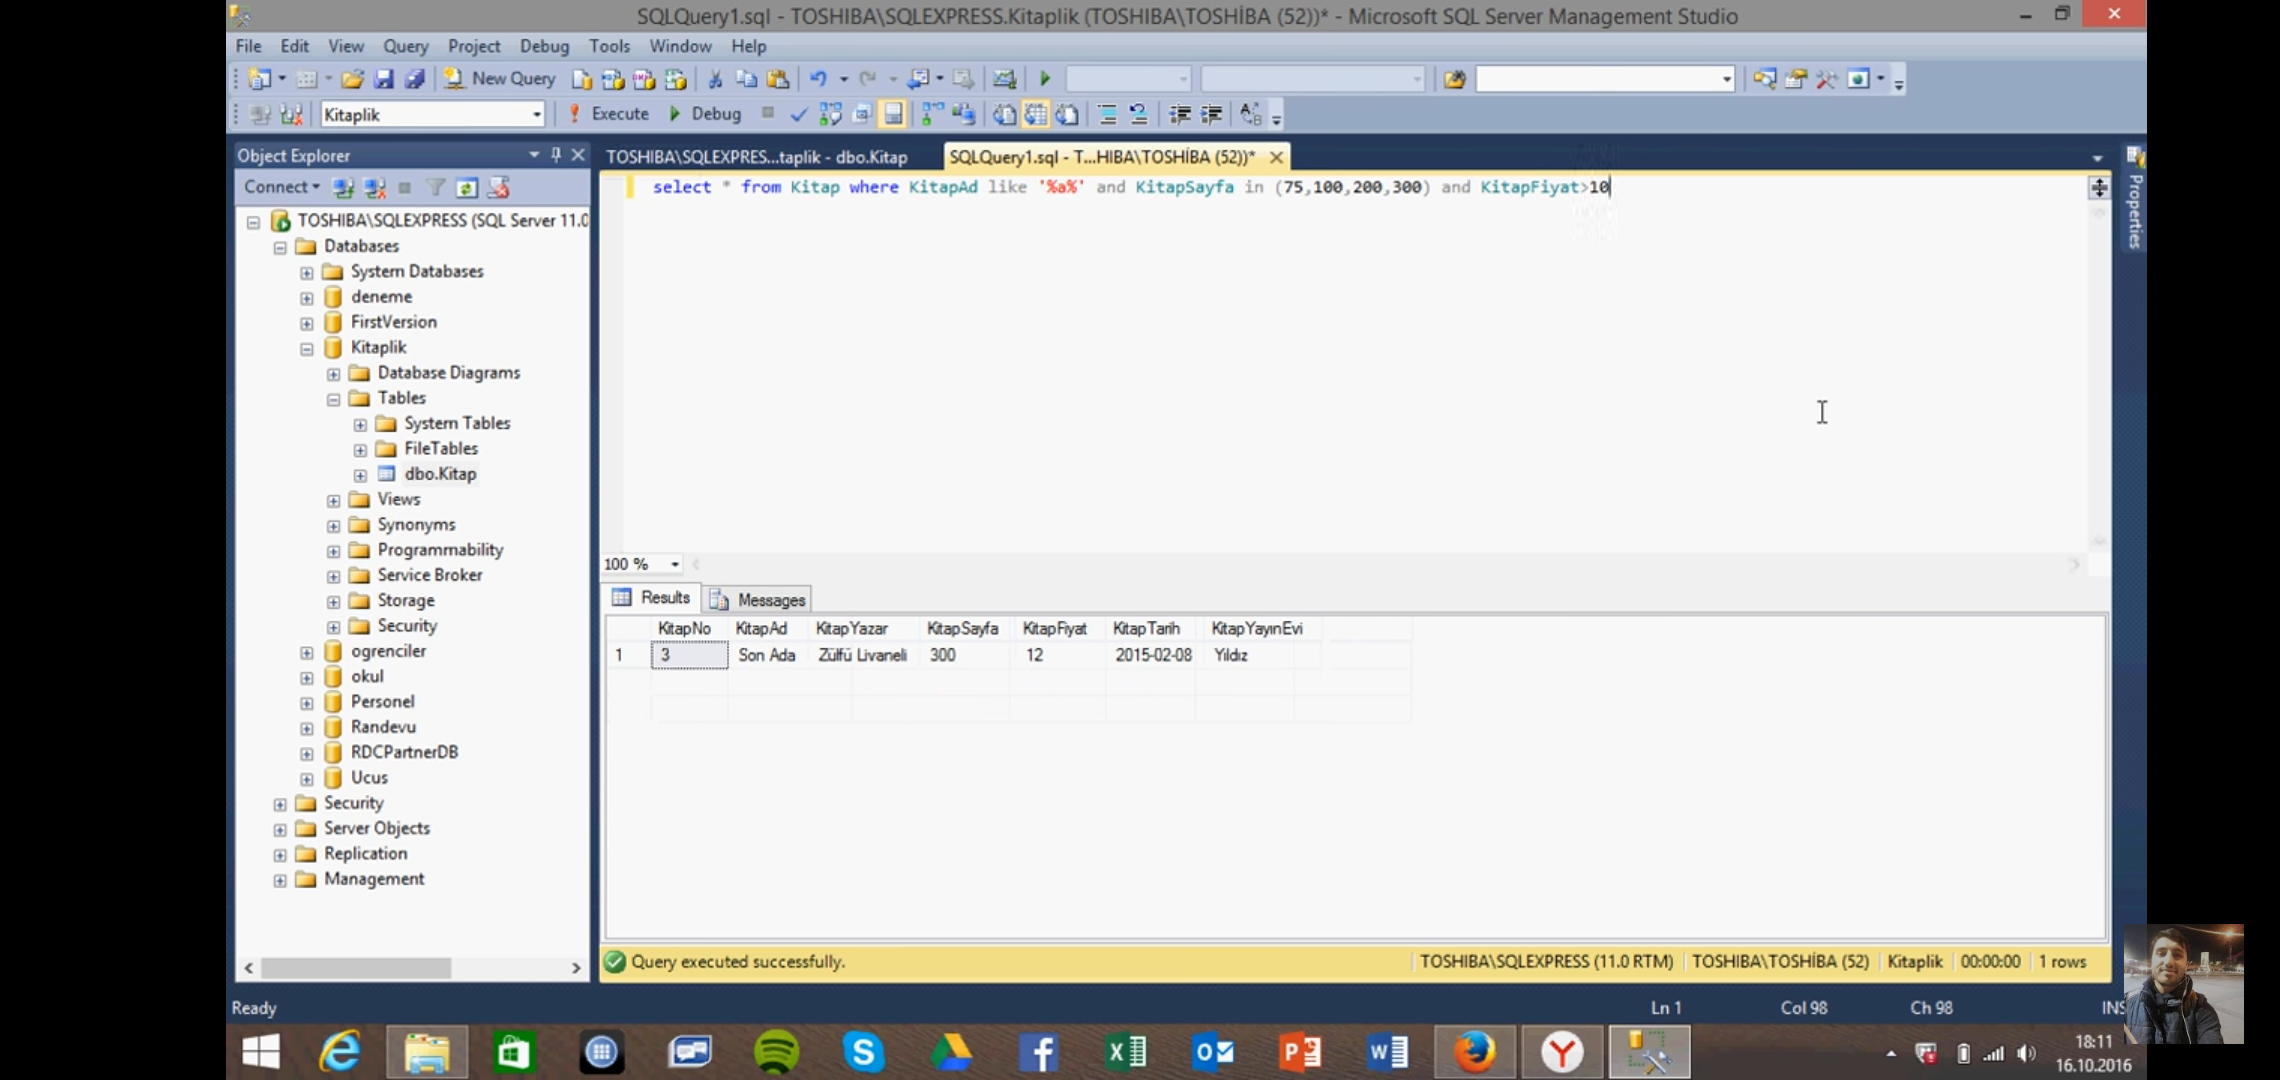 SQLQuery1.sql - TOSHIBA\SQLEXPRESS.Kitaplik (TOSHIBA\TOSHİBA (52))* - Microsoft SQL Server Management Studio
File Edit View Query Project Debug Tools Window Help
New Query
Kitaplik Execute Debug
Object Explorer
Connect
TOSHIBA\SQLEXPRESS (SQL Server 11.0
Databases
System Databases
deneme
FirstVersion
Kitaplik
Database Diagrams
Tables
System Tables
FileTables
dbo.Kitap
Views
Synonyms
Programmability
Service Broker
Storage
Security
ogrenciler
okul
Personel
Randevu
RDCPartnerDB
Ucus
Security
Server Objects
Replication
Management
TOSHIBA\SQLEXPRES...taplik - dbo.Kitap SQLQuery1.sql - T...HIBA\TOSHİBA (52))*
select * from Kitap where KitapAd like '%a%' and KitapSayfa in (75,100,200,300) and KitapFiyat>10
Properties
100 %
Results Messages
KitapNo KitapAd KitapYazar KitapSayfa KitapFiyat KitapTarih KitapYayınEvi
1 3 Son Ada Zülfü Livaneli 300 12 2015-02-08 Yıldız
Query executed successfully. TOSHIBA\SQLEXPRESS (11.0 RTM) TOSHIBA\TOSHİBA (52) Kitaplik 00:00:00 1 rows
Ready Ln 1 Col 98 Ch 98 INS
18:11
16.10.2016